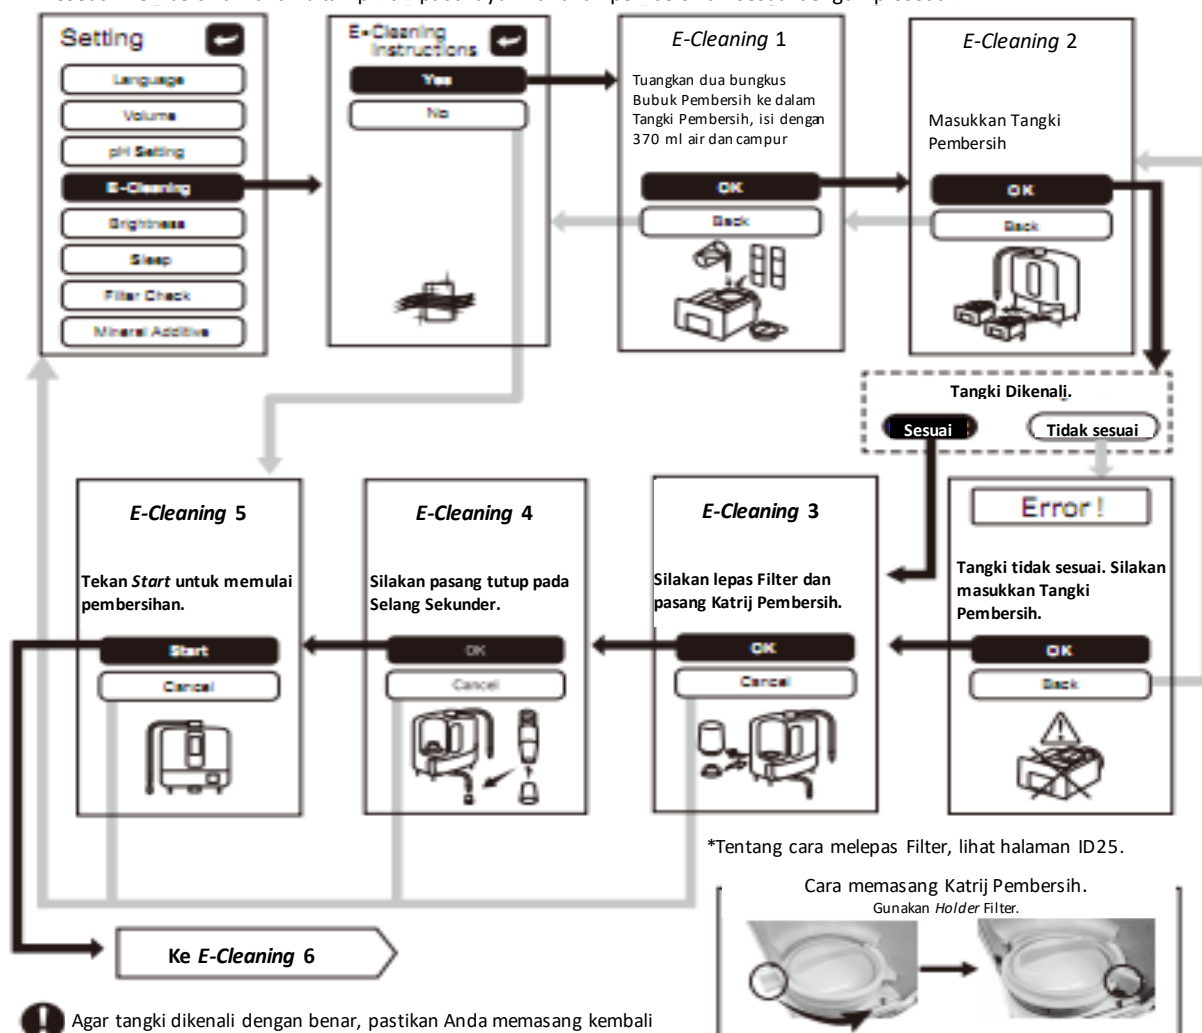 Setting
Language
Volume
pH Setting
E-Cleaning
Brightness
Sleep
Filter Check
Mineral Additive
E-Cleaning
Instructions
Yes
No
E-Cleaning 1
Tuangkan dua bungkus
Bubuk Pembersih ke dalam
Tangki Pembersih, isi dengan
370 ml air dan campur
OK
Back
E-Cleaning 2
Masukkan Tangki
Pembersih
OK
Back
Tangki Dikenali.
Sesuai
Tidak sesuai
E-Cleaning 5
Tekan Start untuk memulai
pembersihan.
Start
Cancel
E-Cleaning 4
Silakan pasang tutup pada
Selang Sekunder.
OK
Cancel
E-Cleaning 3
Silakan lepas Filter dan
pasang Katrij Pembersih.
OK
Cancel
Error !
Tangki tidak sesuai. Silakan
masukkan Tangki
Pembersih.
OK
Back
*Tentang cara melepas Filter, lihat halaman ID25.
Cara memasang Katrij Pembersih.
Gunakan Holder Filter.
Ke E-Cleaning 6
Agar tangki dikenali dengan benar, pastikan Anda memasang kembali